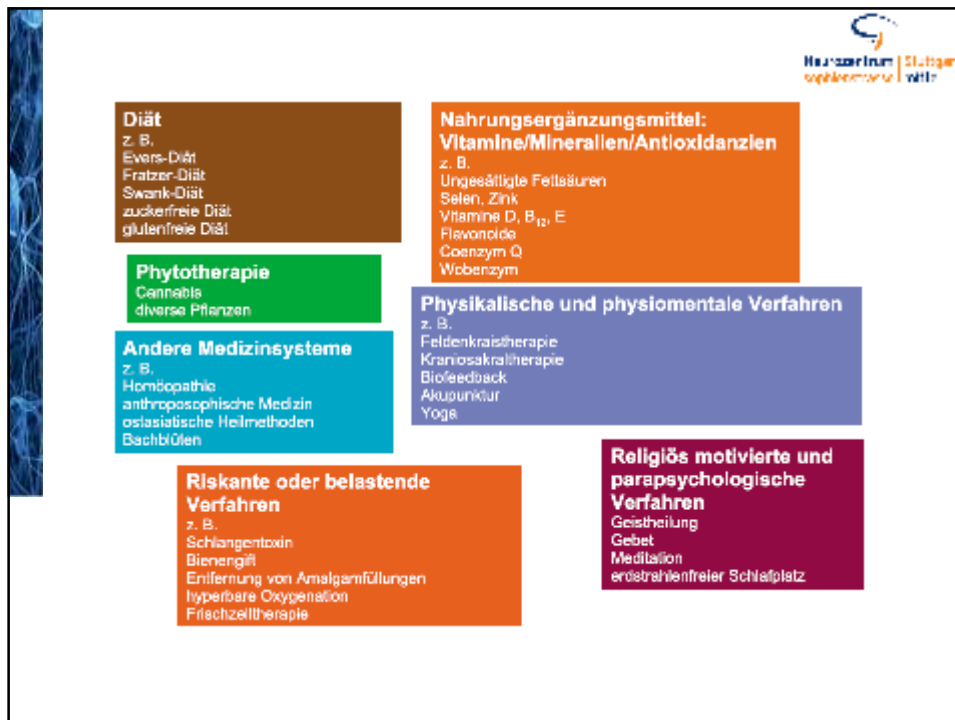 Neurozentrum | Stuttgart
sophienstrasse | mitte
Diät
z. B.
Evers-Diät
Fratzer-Diät
Swank-Diät
zuckerfreie Diät
glutenfreie Diät
Nahrungsergänzungsmittel:
Vitamine/Mineralien/Antioxidanzien
z. B.
Ungesättigte Fettsäuren
Selen, Zink
Vitamine D, B₁₂, E
Flavonoide
Coenzym Q
Wobenzym
Phytotherapie
Cannabis
diverse Pflanzen
Physikalische und physiomentale Verfahren
z. B.
Feldenkraistherapie
Kraniosakraltherapie
Biofeedback
Akupunktur
Yoga
Andere Medizinsysteme
z. B.
Homöopathie
anthroposophische Medizin
ostasiatische Heilmethoden
Bachblüten
Religiös motivierte und
parapsychologische
Verfahren
Geistheilung
Gebet
Meditation
erdstrahlenfreier Schlafplatz
Riskante oder belastende
Verfahren
z. B.
Schlangentoxin
Bienengift
Entfernung von Amalgamfüllungen
hyperbare Oxygenation
Frischzelltherapie